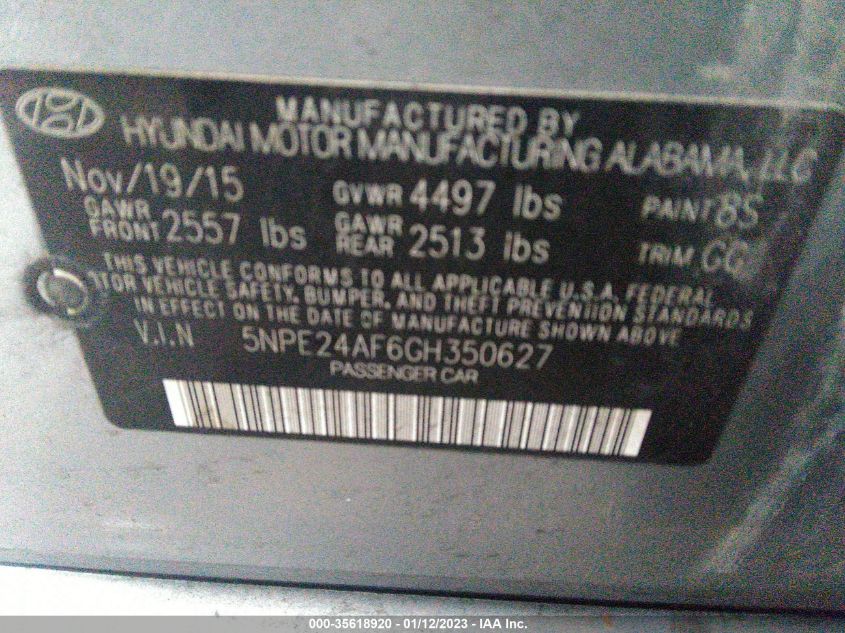 MANUFACTURED BY
HYUNDAI MOTOR MANUFACTURING ALABAMA, LLC
Nov/19/15 GVWR 4497 lbs PAINT 8S
GAWR FRONT 2557 lbs GAWR REAR 2513 lbs TRIM GG
THIS VEHICLE CONFORMS TO ALL APPLICABLE U.S.A. FEDERAL
MOTOR VEHICLE SAFETY, BUMPER, AND THEFT PREVENTION STANDARDS
IN EFFECT ON THE DATE OF MANUFACTURE SHOWN ABOVE
V.I.N 5NPE24AF6GH350627
PASSENGER CAR
000-35618920 - 01/12/2023 - IAA Inc.